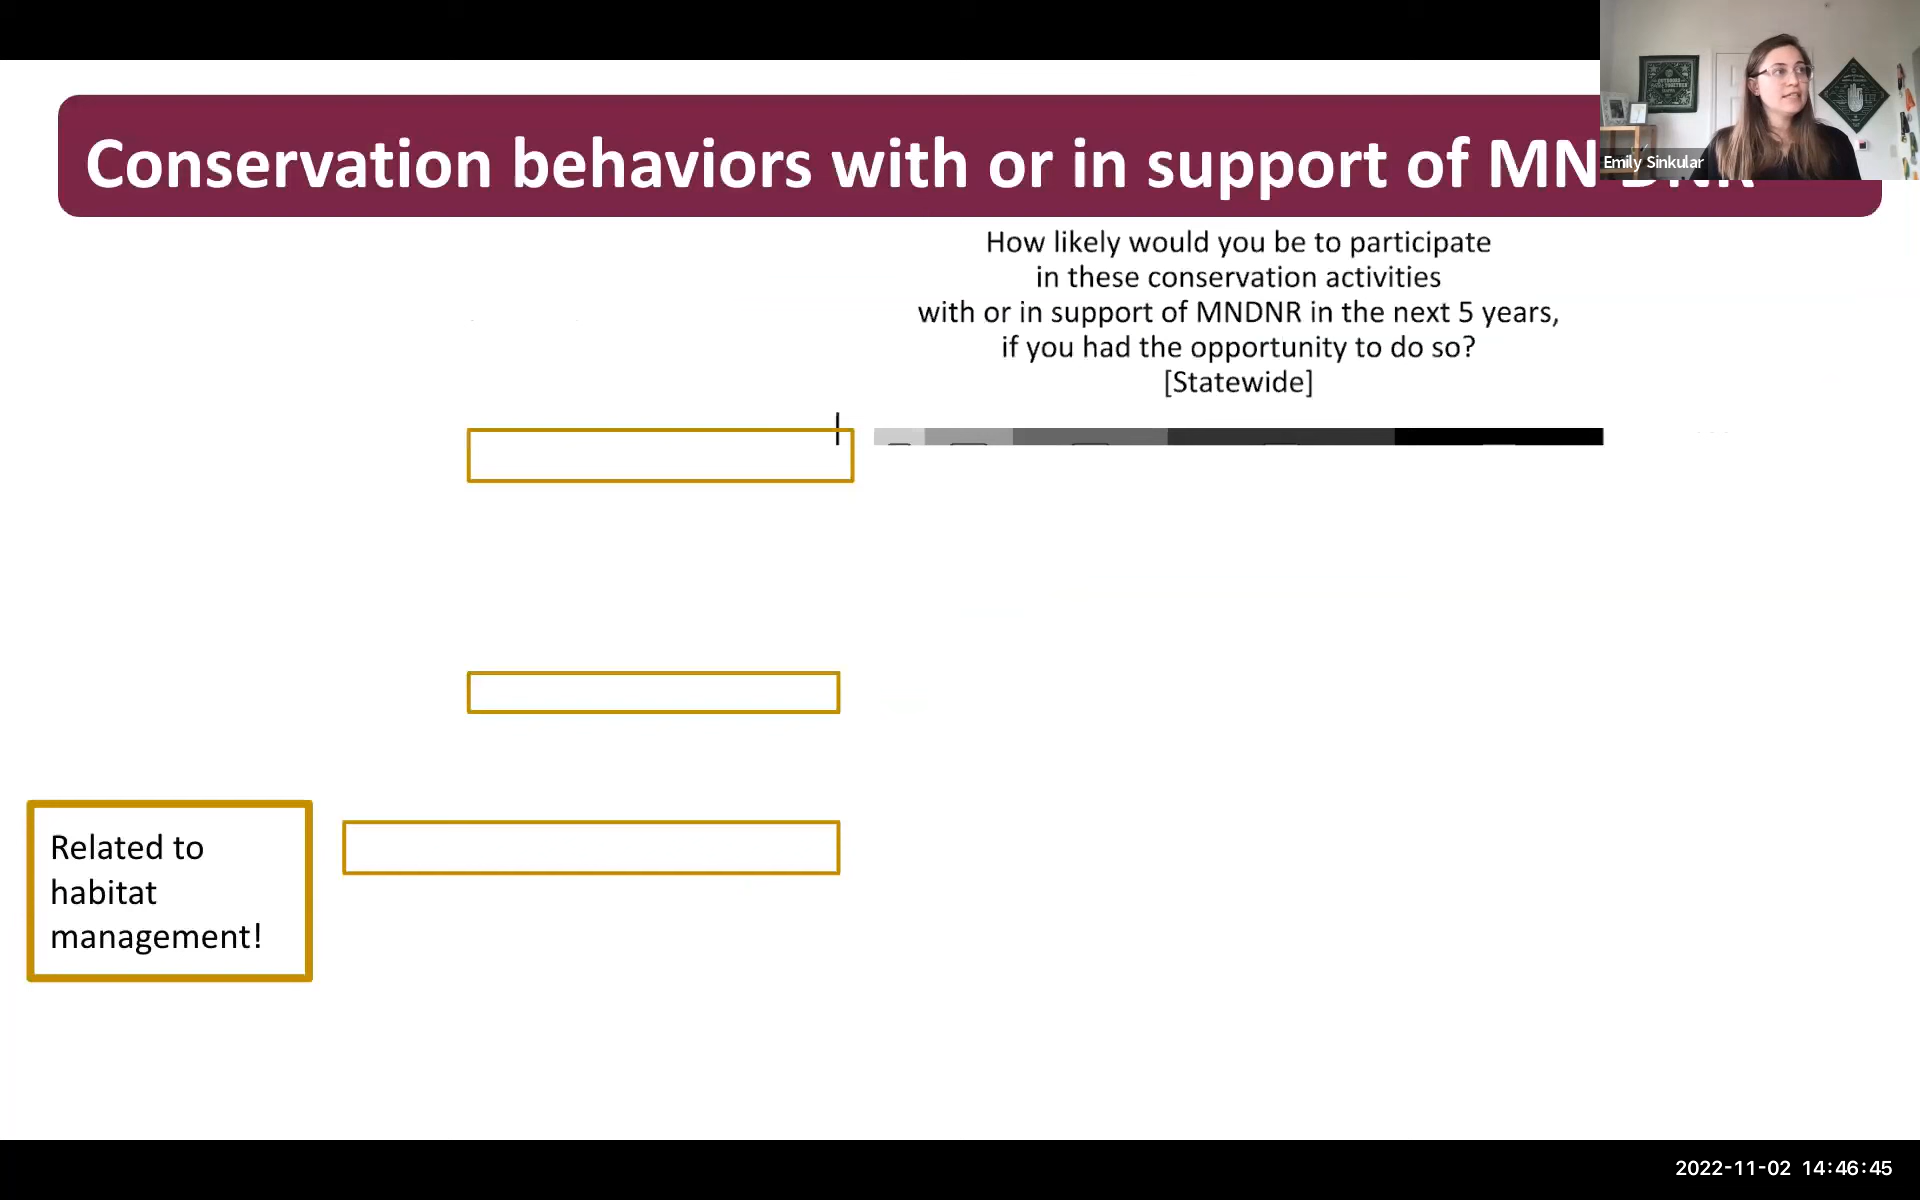 Conservation behaviors with or in support of MN DNR
Emily Sinkular
How likely would you be to participate
in these conservation activities
with or in support of MNDNR in the next 5 years,
if you had the opportunity to do so?
[Statewide]
Related to
habitat
management!
2022-11-02 14:46:45